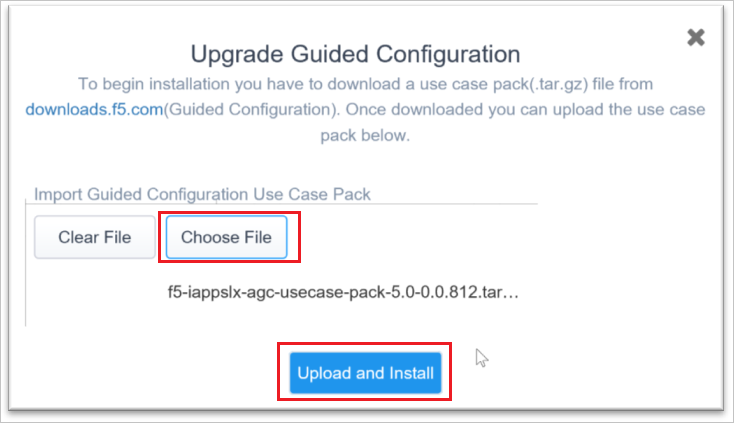 Upgrade Guided Configuration
To begin installation you have to download a use case pack(.tar.gz) file from
downloads.f5.com(Guided Configuration). Once downloaded you can upload the use case
pack below.
Import Guided Configuration Use Case Pack
Clear File Choose File
f5-iappslx-agc-usecase-pack-5.0-0.0.812.tar…
Upload and Install